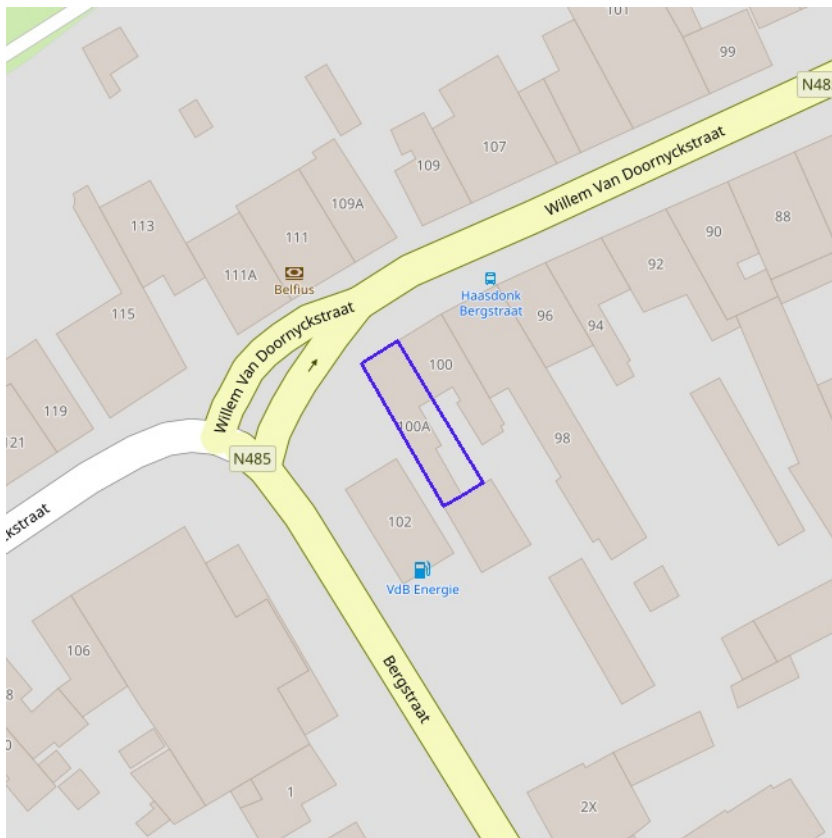 101
99
N48
107
109
Willem Van Doornyckstraat
109A
113
111
88
90
92
111A
Belfius
Haasdonk
Bergstraat
115
96
94
Willem Van Doornyckstraat
100
119
121
100A
98
N485
ckstraat
102
VdB Energie
106
8
Bergstraat
0
1
2X